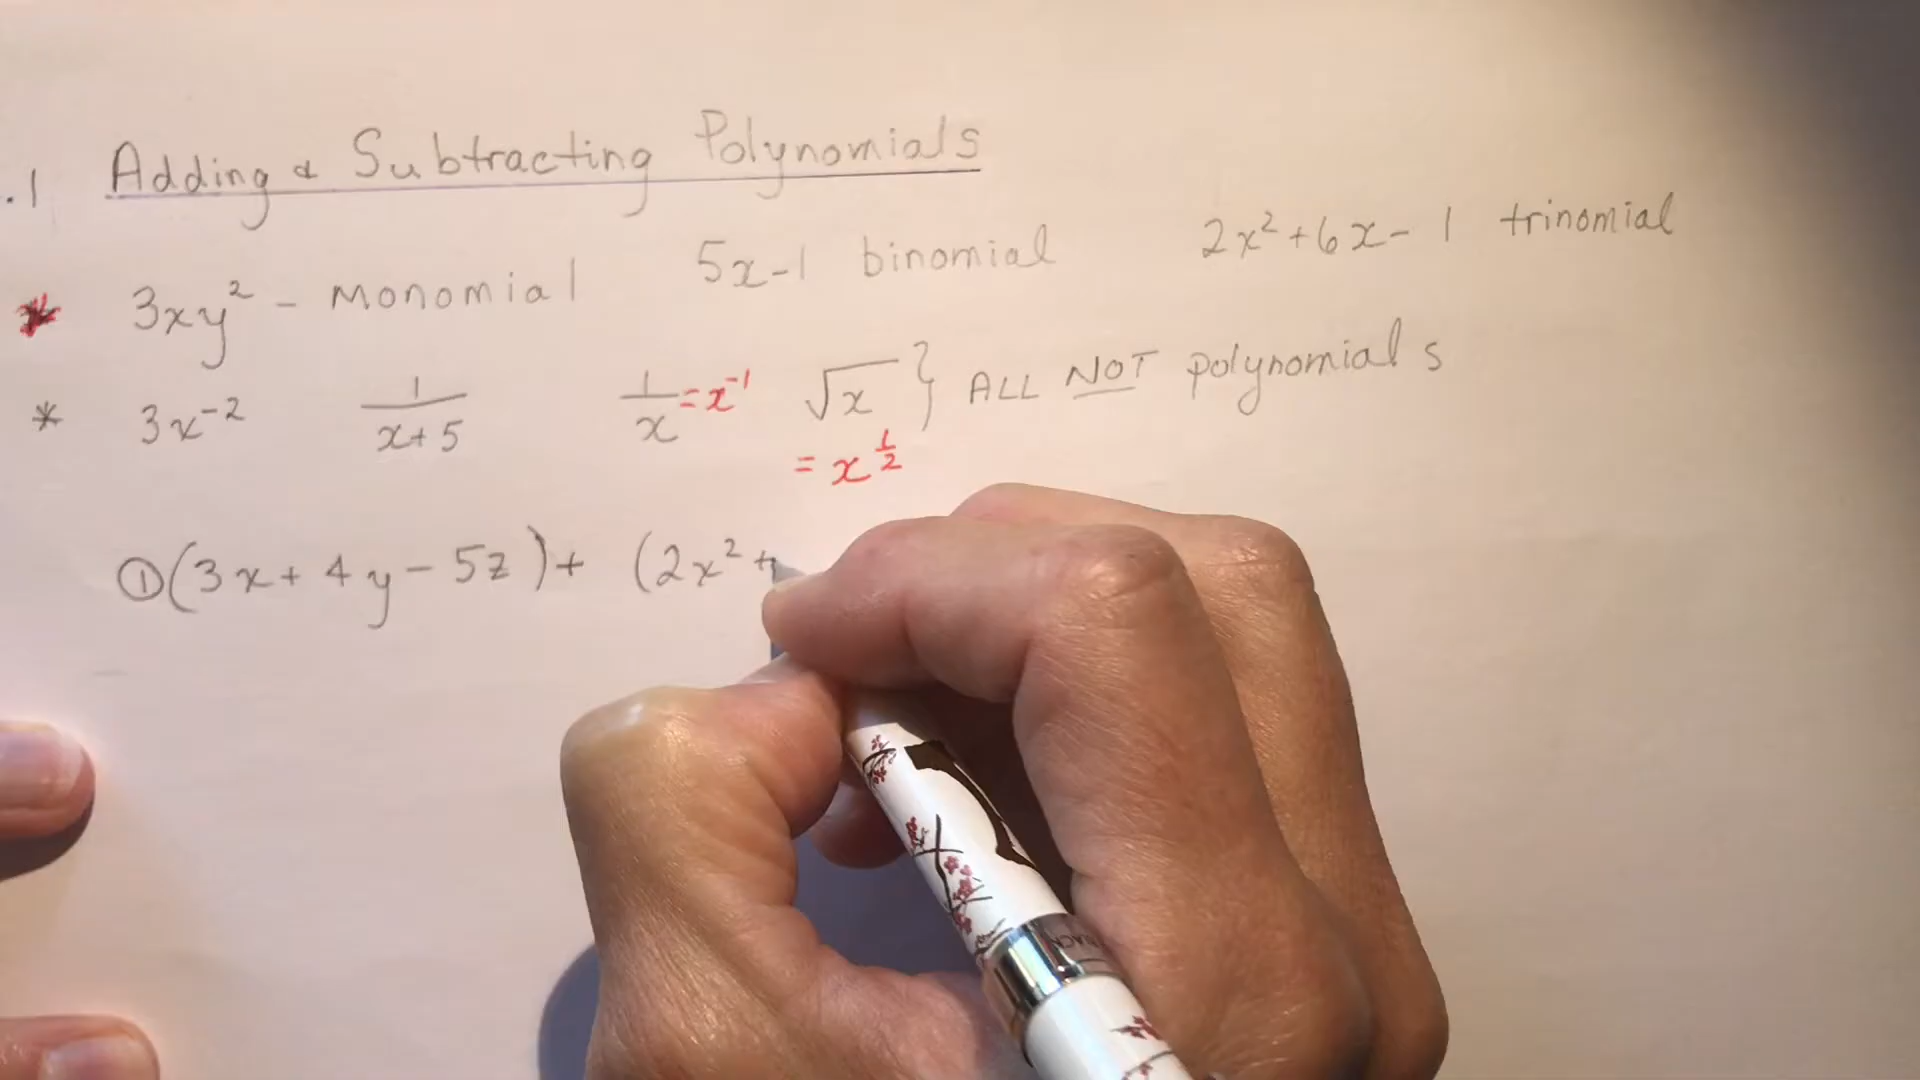 .1 Adding & Subtracting Polynomials
* 3xy² - monomial 5x-1 binomial 2x²+6x-1 trinomial
* 3x⁻² 1/(x+5) 1/x = x⁻¹ √x } ALL NOT polynomials
= x^(1/2)
① (3x + 4y - 5z) + (2x² +